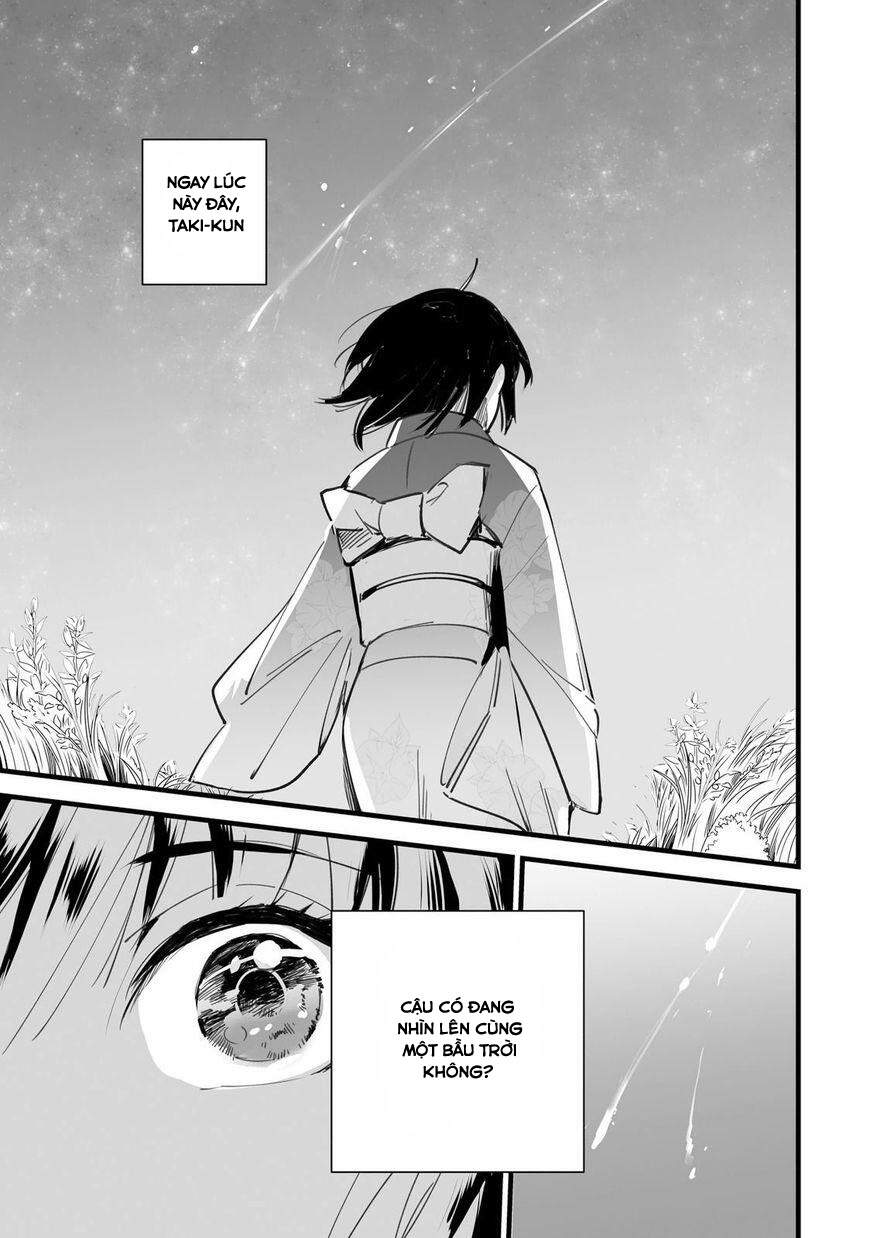 NGAY LÚC
NÀY ĐÂY,
TAKI-KUN
CẬU CÓ ĐANG
NHÌN LÊN CÙNG
MỘT BẦU TRỜI
KHÔNG?